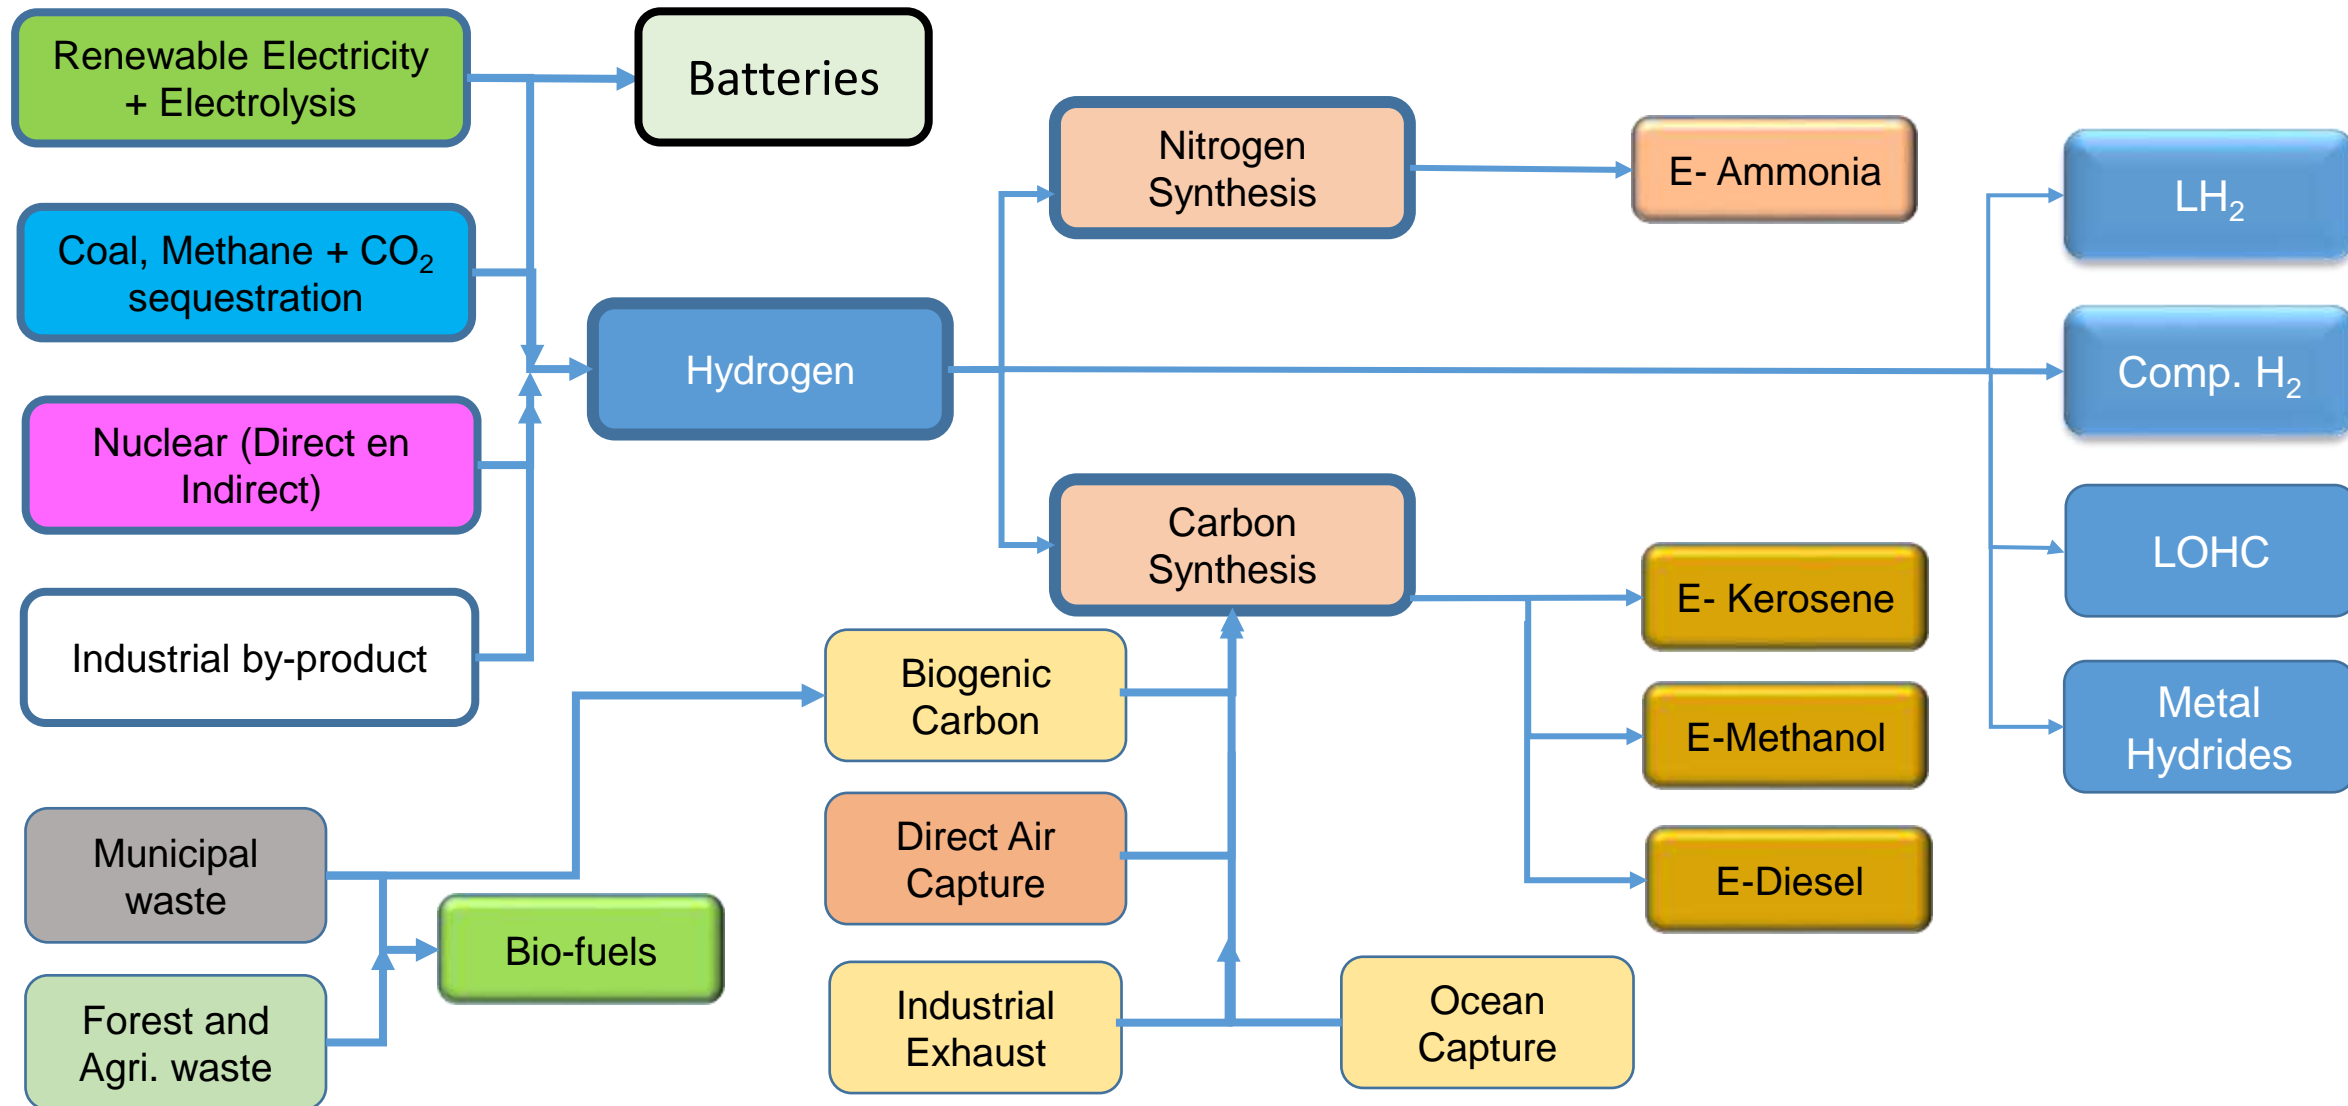 Renewable Electricity
+ Electrolysis
Batteries
Coal, Methane + CO₂
sequestration
Nuclear (Direct en
Indirect)
Industrial by-product
Hydrogen
Nitrogen
Synthesis
E- Ammonia
LH₂
Comp. H₂
LOHC
Metal
Hydrides
Carbon
Synthesis
E- Kerosene
E-Methanol
E-Diesel
Biogenic
Carbon
Direct Air
Capture
Industrial
Exhaust
Ocean
Capture
Municipal
waste
Bio-fuels
Forest and
Agri. waste